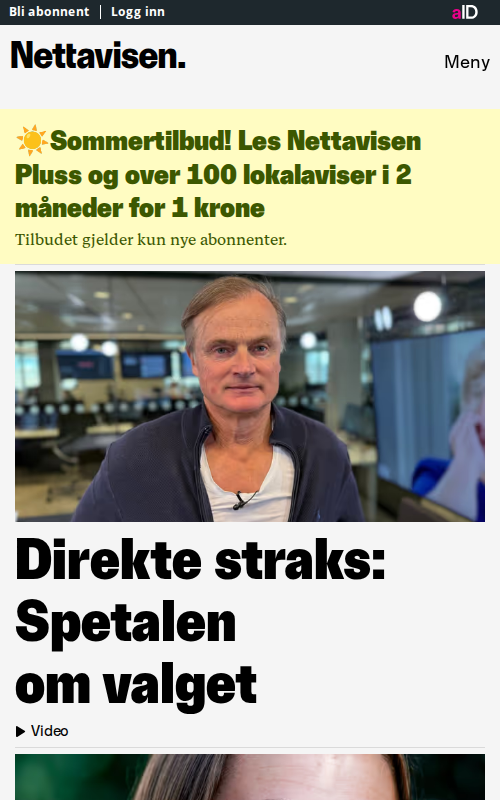 Bli abonnent | Logg inn
aID
Nettavisen.
Meny
☀️Sommertilbud! Les Nettavisen
Pluss og over 100 lokalaviser i 2
måneder for 1 krone
Tilbudet gjelder kun nye abonnenter.
Direkte straks:
Spetalen
om valget
Video